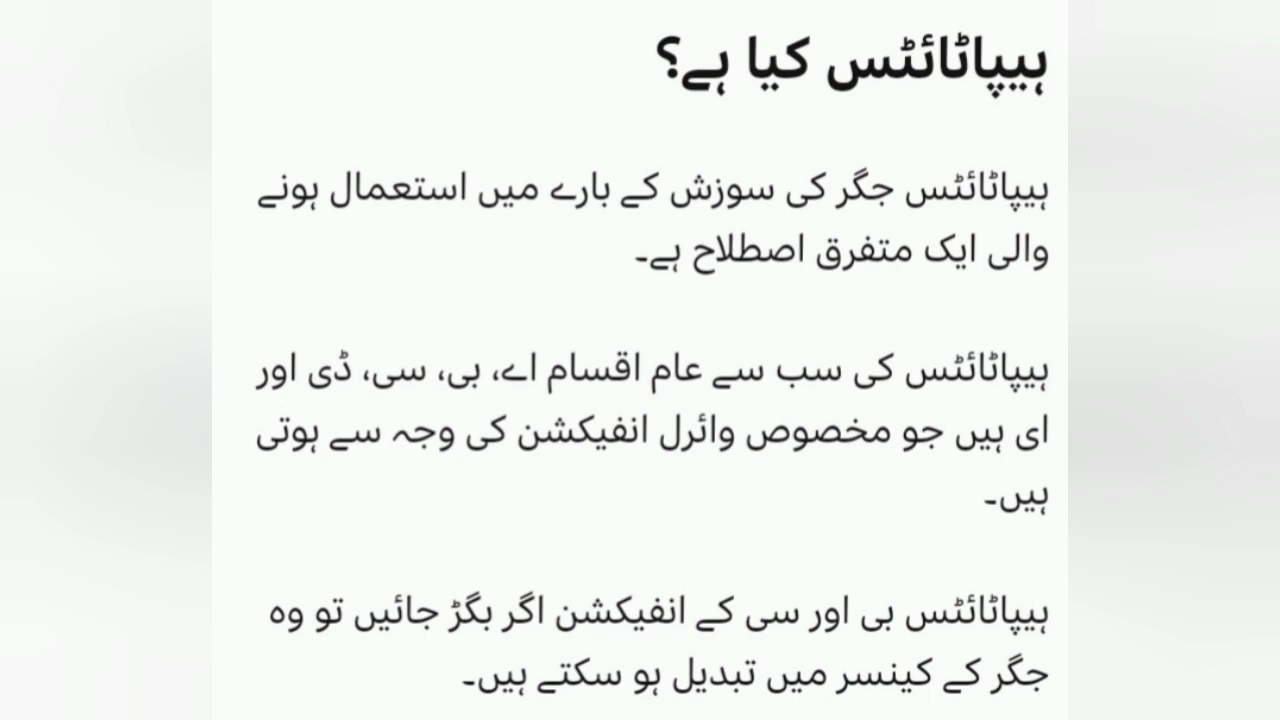 ہیپاٹائٹس کیا ہے؟
ہیپاٹائٹس جگر کی سوزش کے بارے میں استعمال ہونے
والی ایک متفرق اصطلاح ہے۔
ہیپاٹائٹس کی سب سے عام اقسام اے، بی، سی، ڈی اور
ای ہیں جو مخصوص وائرل انفیکشن کی وجہ سے ہوتی
ہیں۔
ہیپاٹائٹس بی اور سی کے انفیکشن اگر بگڑ جائیں تو وہ
جگر کے کینسر میں تبدیل ہو سکتے ہیں۔